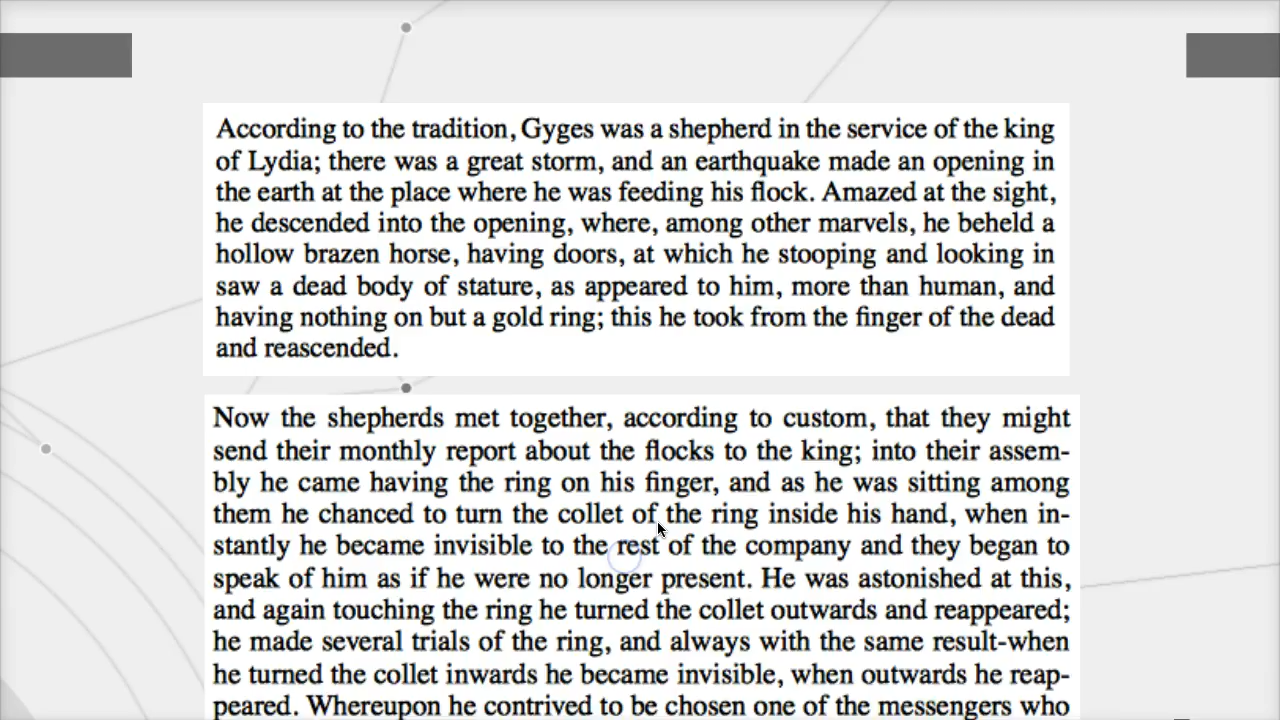 According to the tradition, Gyges was a shepherd in the service of the king
of Lydia; there was a great storm, and an earthquake made an opening in
the earth at the place where he was feeding his flock. Amazed at the sight,
he descended into the opening, where, among other marvels, he beheld a
hollow brazen horse, having doors, at which he stooping and looking in
saw a dead body of stature, as appeared to him, more than human, and
having nothing on but a gold ring; this he took from the finger of the dead
and reascended.
Now the shepherds met together, according to custom, that they might
send their monthly report about the flocks to the king; into their assem-
bly he came having the ring on his finger, and as he was sitting among
them he chanced to turn the collet of the ring inside his hand, when in-
stantly he became invisible to the rest of the company and they began to
speak of him as if he were no longer present. He was astonished at this,
and again touching the ring he turned the collet outwards and reappeared;
he made several trials of the ring, and always with the same result-when
he turned the collet inwards he became invisible, when outwards he reap-
peared. Whereupon he contrived to be chosen one of the messengers who